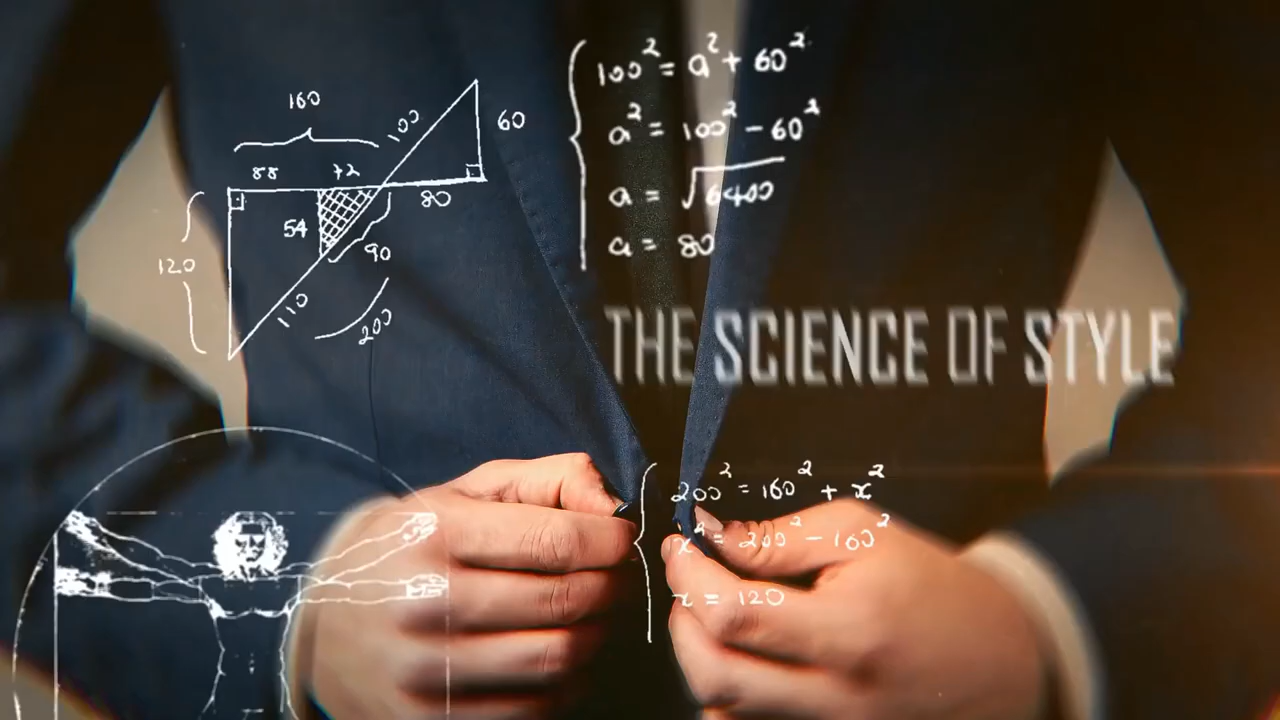 160
100
60
88
72
80
54
90
120
110
200
100² = a² + 60²
a² = 100² - 60²
a = √6400
a = 80
THE SCIENCE OF STYLE
200² = 160² + x²
x² = 200² - 160²
x = 120